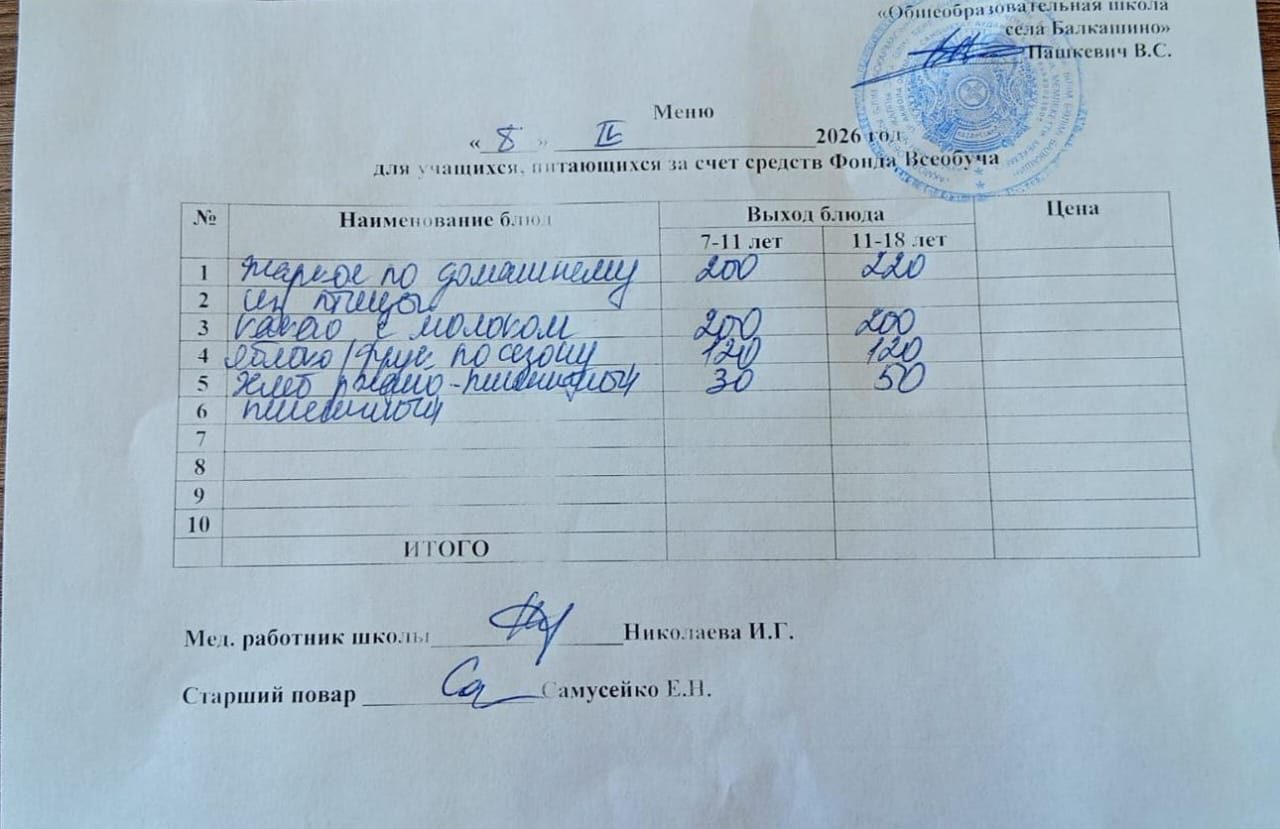 «Общеобразовательная школа
села Балкашино»
Пашкевич В.С.
Меню
« 8 » IV 2026 год
для учащихся, питающихся за счет средств Фонда Всеобуча
№ Наименование блюд Выход блюда Цена
7-11 лет 11-18 лет
1 Жаркое по домашнему 200 220
2 из птицы
3 какао с молоком 200 200
4 яблоко/фрук по сезону 120 120
5 хлеб ржано-пшеничный 30 50
6 пшеничный
7
8
9
10
ИТОГО
Мед. работник школы Николаева И.Г.
Старший повар Самусейко Е.Н.